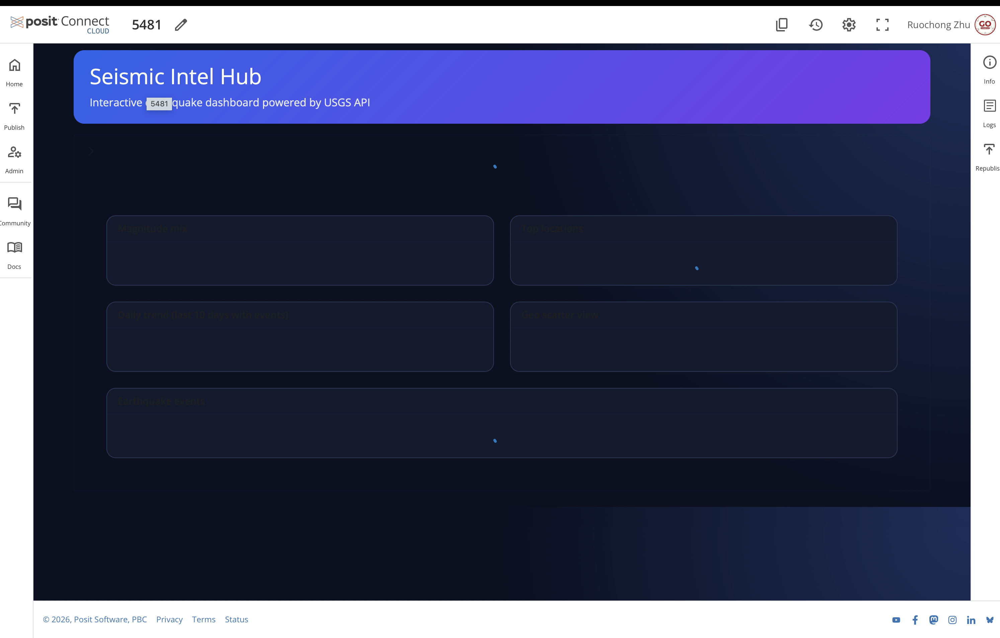 posit Connect
CLOUD
5481
Ruochong Zhu
GO
Home
Publish
Admin
Community
Docs
Seismic Intel Hub
Interactive quake dashboard powered by USGS API
5481
Magnitude mix
Top locations
Daily trend (last 10 days with events)
Geo scatter view
Earthquake events
Info
Logs
Republis
© 2026, Posit Software, PBC Privacy Terms Status